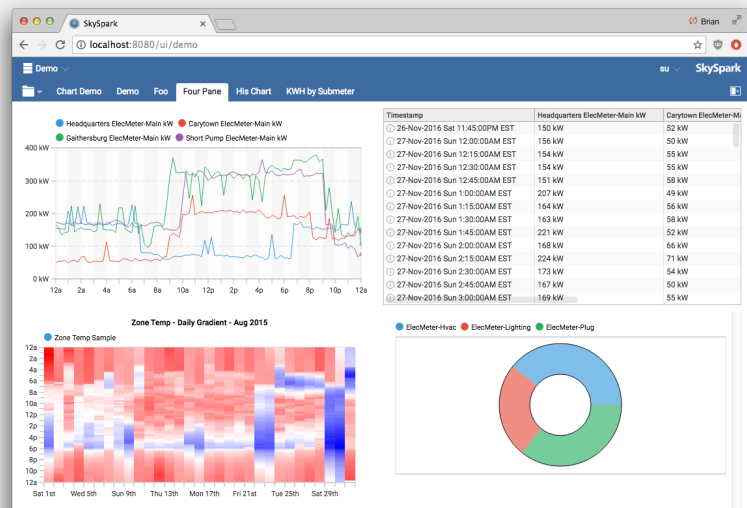 SkySpark
Brian
localhost:8080/ui/demo
Demo
su
SkySpark
Chart Demo Demo Foo Four Pane His Chart KWH by Submeter
Headquarters ElecMeter-Main kW Carytown ElecMeter-Main kW
Gaithersburg ElecMeter-Main kW Short Pump ElecMeter-Main kW
400 kW
300 kW
200 kW
100 kW
0 kW
12a 2a 4a 6a 8a 10a 12p 2p 4p 6p 8p 10p 12a
Timestamp Headquarters ElecMeter-Main kW Carytown ElecMeter-Ma
26-Nov-2016 Sat 11:45:00PM EST 150 kW 52 kW
27-Nov-2016 Sun 12:00:00AM EST 156 kW 50 kW
27-Nov-2016 Sun 12:15:00AM EST 154 kW 55 kW
27-Nov-2016 Sun 12:30:00AM EST 154 kW 55 kW
27-Nov-2016 Sun 12:45:00AM EST 151 kW 58 kW
27-Nov-2016 Sun 1:00:00AM EST 207 kW 49 kW
27-Nov-2016 Sun 1:15:00AM EST 164 kW 56 kW
27-Nov-2016 Sun 1:30:00AM EST 163 kW 58 kW
27-Nov-2016 Sun 1:45:00AM EST 221 kW 52 kW
27-Nov-2016 Sun 2:00:00AM EST 168 kW 66 kW
27-Nov-2016 Sun 2:15:00AM EST 224 kW 71 kW
27-Nov-2016 Sun 2:30:00AM EST 173 kW 54 kW
27-Nov-2016 Sun 2:45:00AM EST 167 kW 50 kW
27-Nov-2016 Sun 3:00:00AM EST 169 kW 55 kW
Zone Temp - Daily Gradient - Aug 2015
Zone Temp Sample
12a
2a
4a
6a
8a
10a
12p
2p
4p
6p
8p
10p
12a
Sat 1st Wed 5th Sun 9th Thu 13th Mon 17th Fri 21st Tue 25th Sat 29th
ElecMeter-Hvac ElecMeter-Lighting ElecMeter-Plug